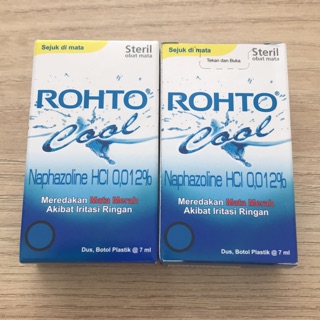 Sejuk di mata
Steril
obat mata
ROHTO®
Cool
Naphazoline HCl 0,012%
Meredakan Mata Merah
Akibat Iritasi Ringan
Dus, Botol Plastik @ 7 ml
Sejuk di mata
Tekan dan Buka
Steril
obat mata
ROHTO®
Cool
Naphazoline HCl 0,012%
Meredakan Mata Merah
Akibat Iritasi Ringan
Dus, Botol Plastik @ 7 ml